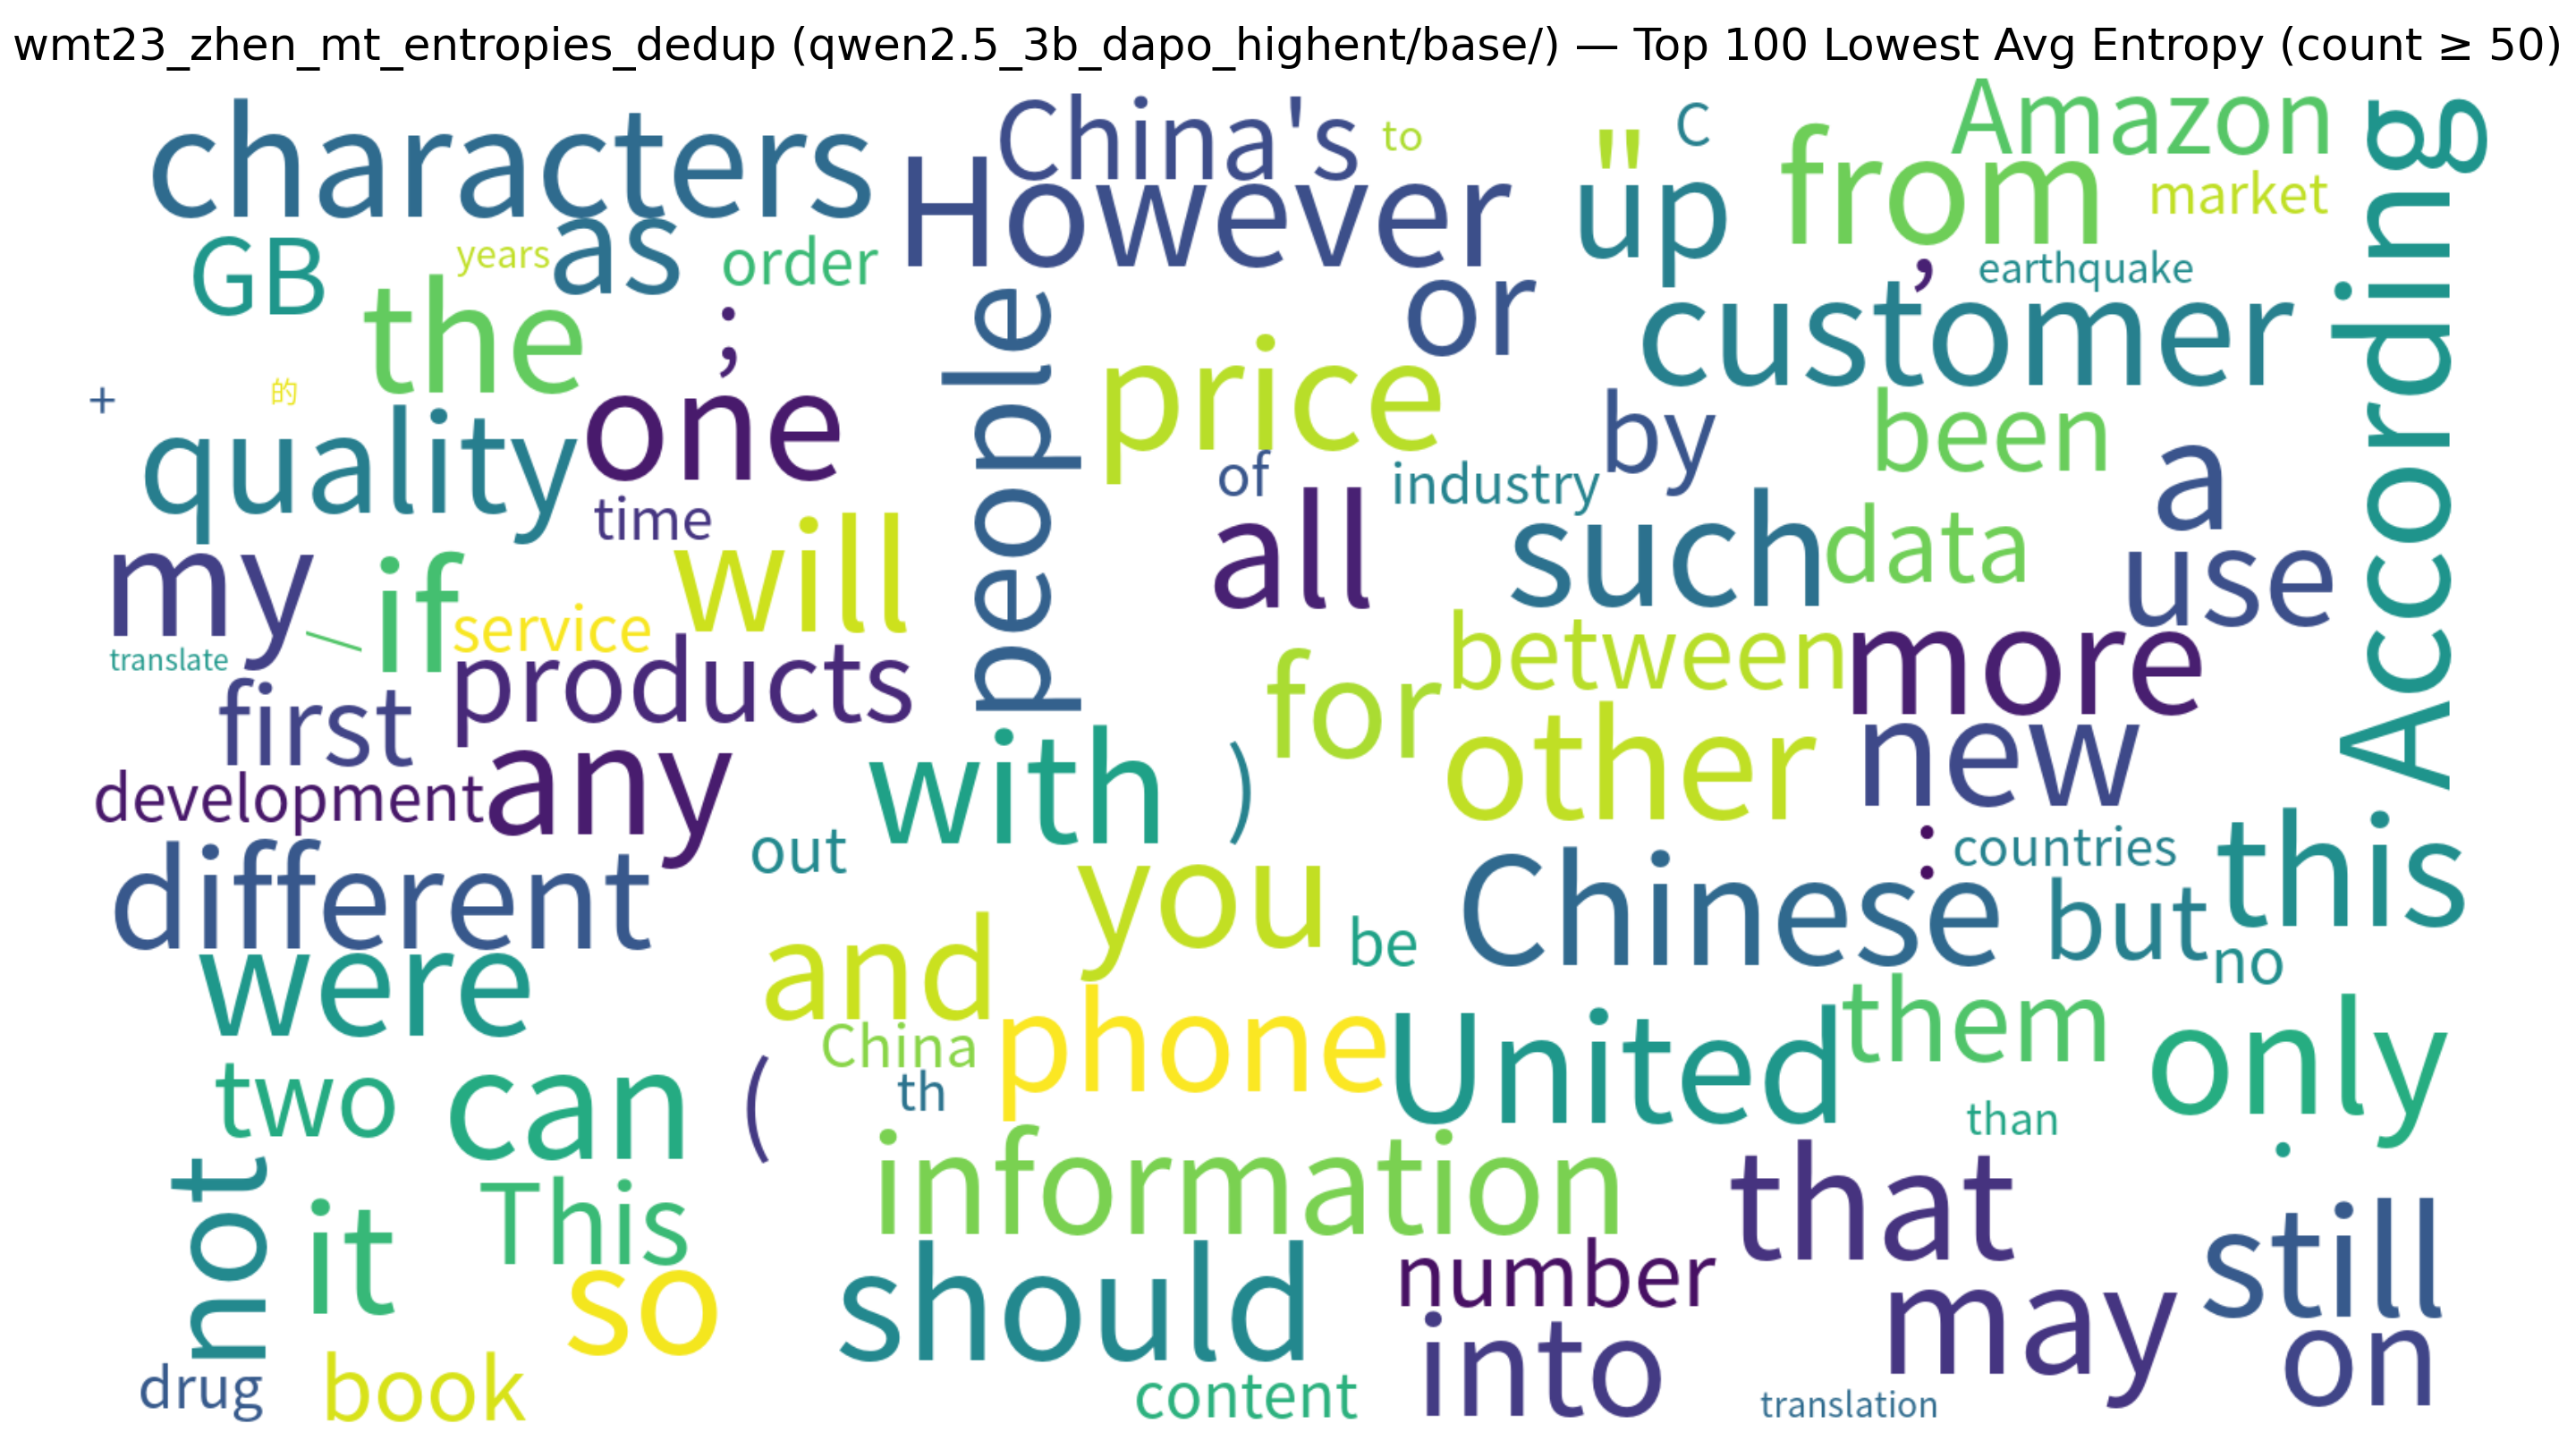 wmt23_zhen_mt_entropies_dedup (qwen2.5_3b_dapo_highent/base/) — Top 100 Lowest Avg Entropy (count ≥ 50)
characters
China's
to
"
C
Amazon
However
up
from
market
According
GB
years
as
order
,
earthquake
the
;
people
or
customer
+
的
one
price
by
been
quality
of
industry
a
time
all
such
data
my
if
will
use
\
service
between
more
translate
products
for
first
other
new
development
any
with
)
out
:
countries
this
different
you
Chinese
be
but
no
were
and
China
phone
United
them
only
two
can
(
th
than
.
not
it
This
information
that
still
so
should
number
may
into
on
drug
book
content
translation